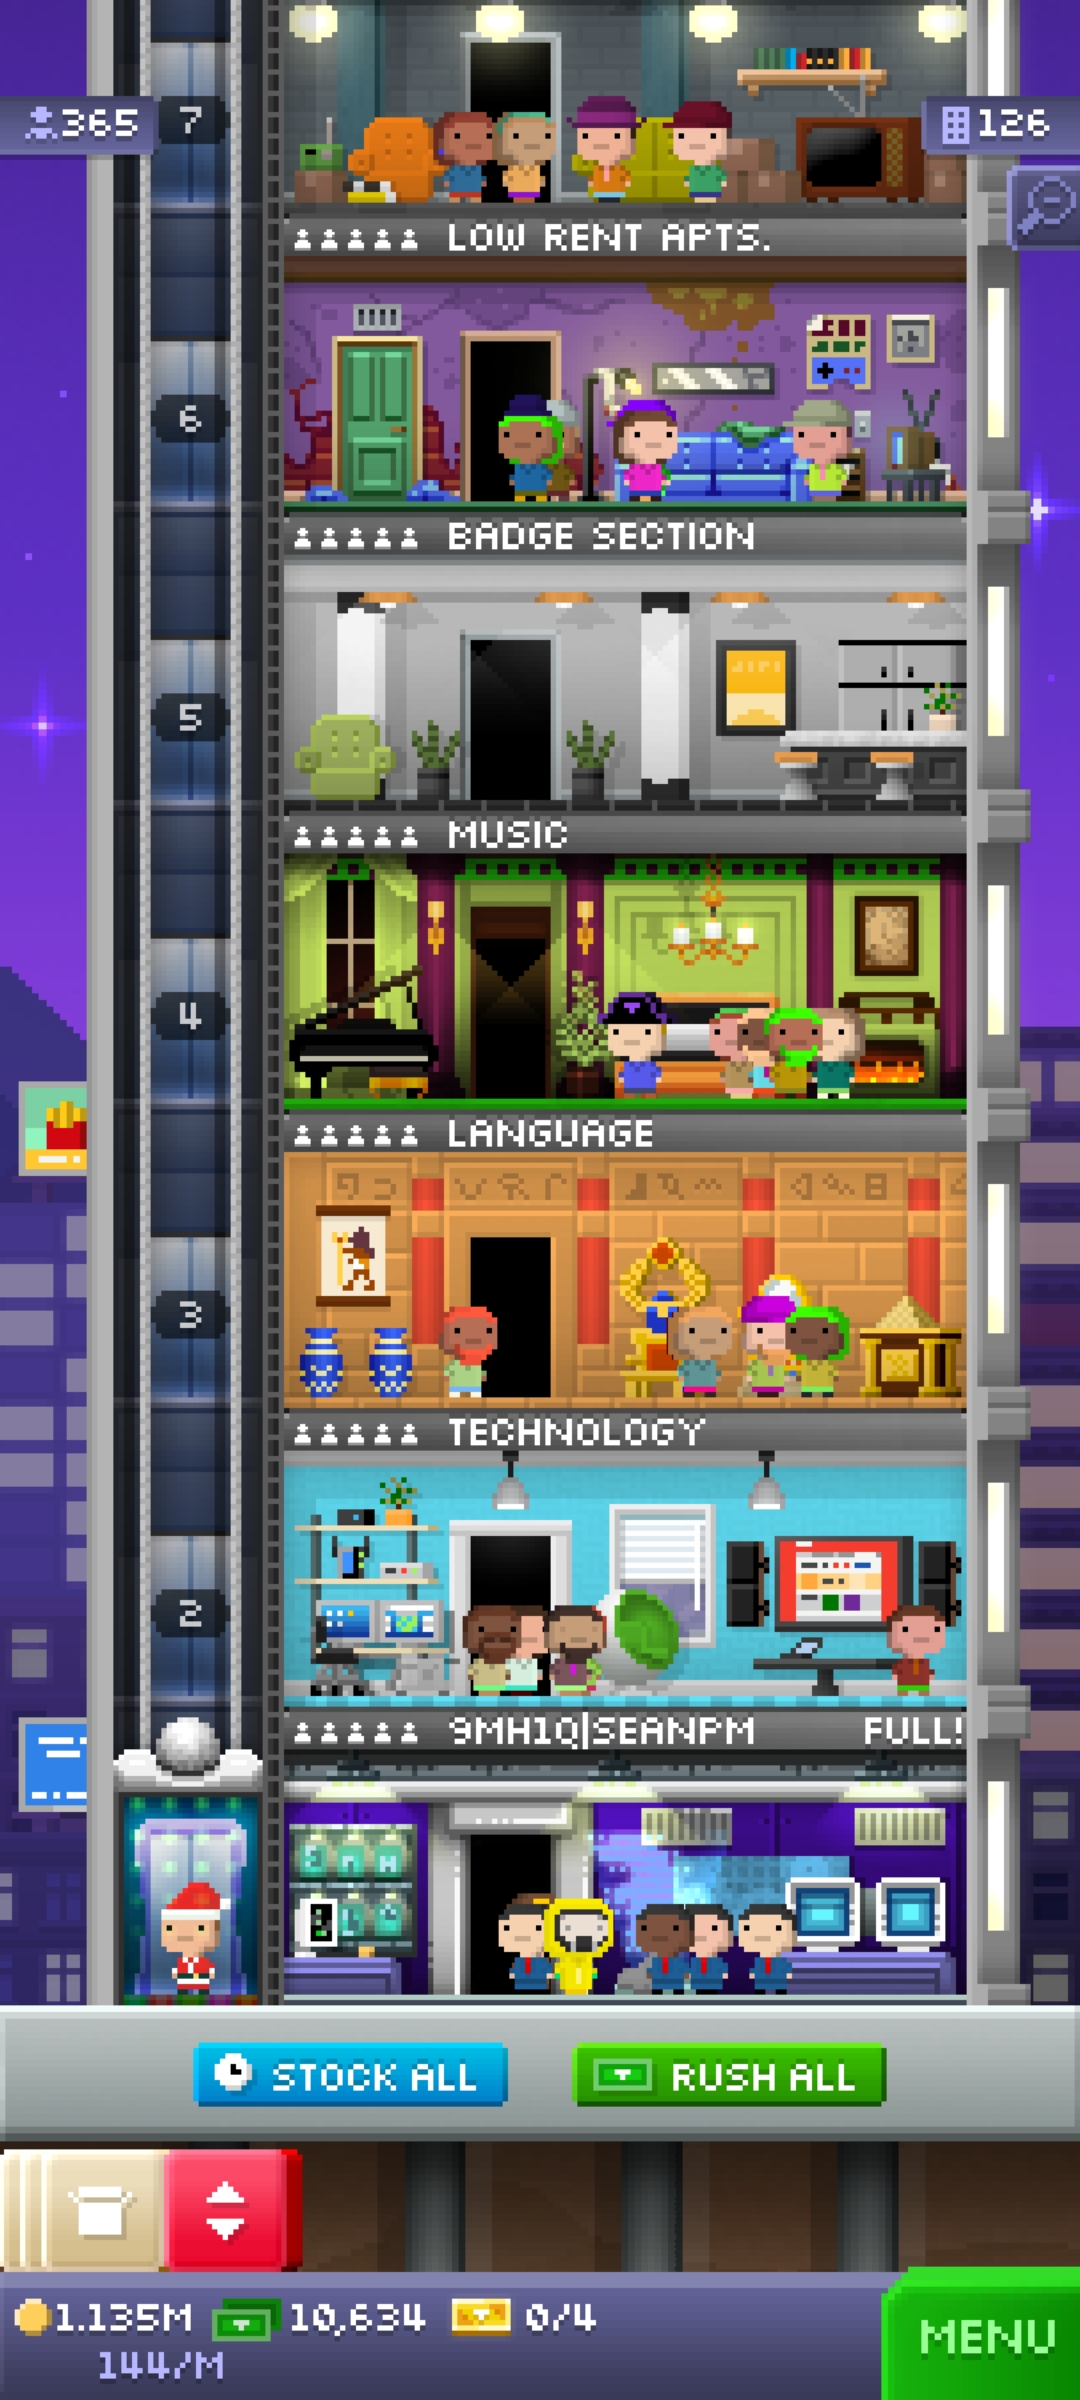 7
365
126
LOW RENT APTS.
6
BADGE SECTION
5
MUSIC
4
LANGUAGE
3
TECHNOLOGY
2
9MH1Q|SEANPM FULL!
STOCK ALL
RUSH ALL
1.135M 10,634 0/4
144/M
MENU